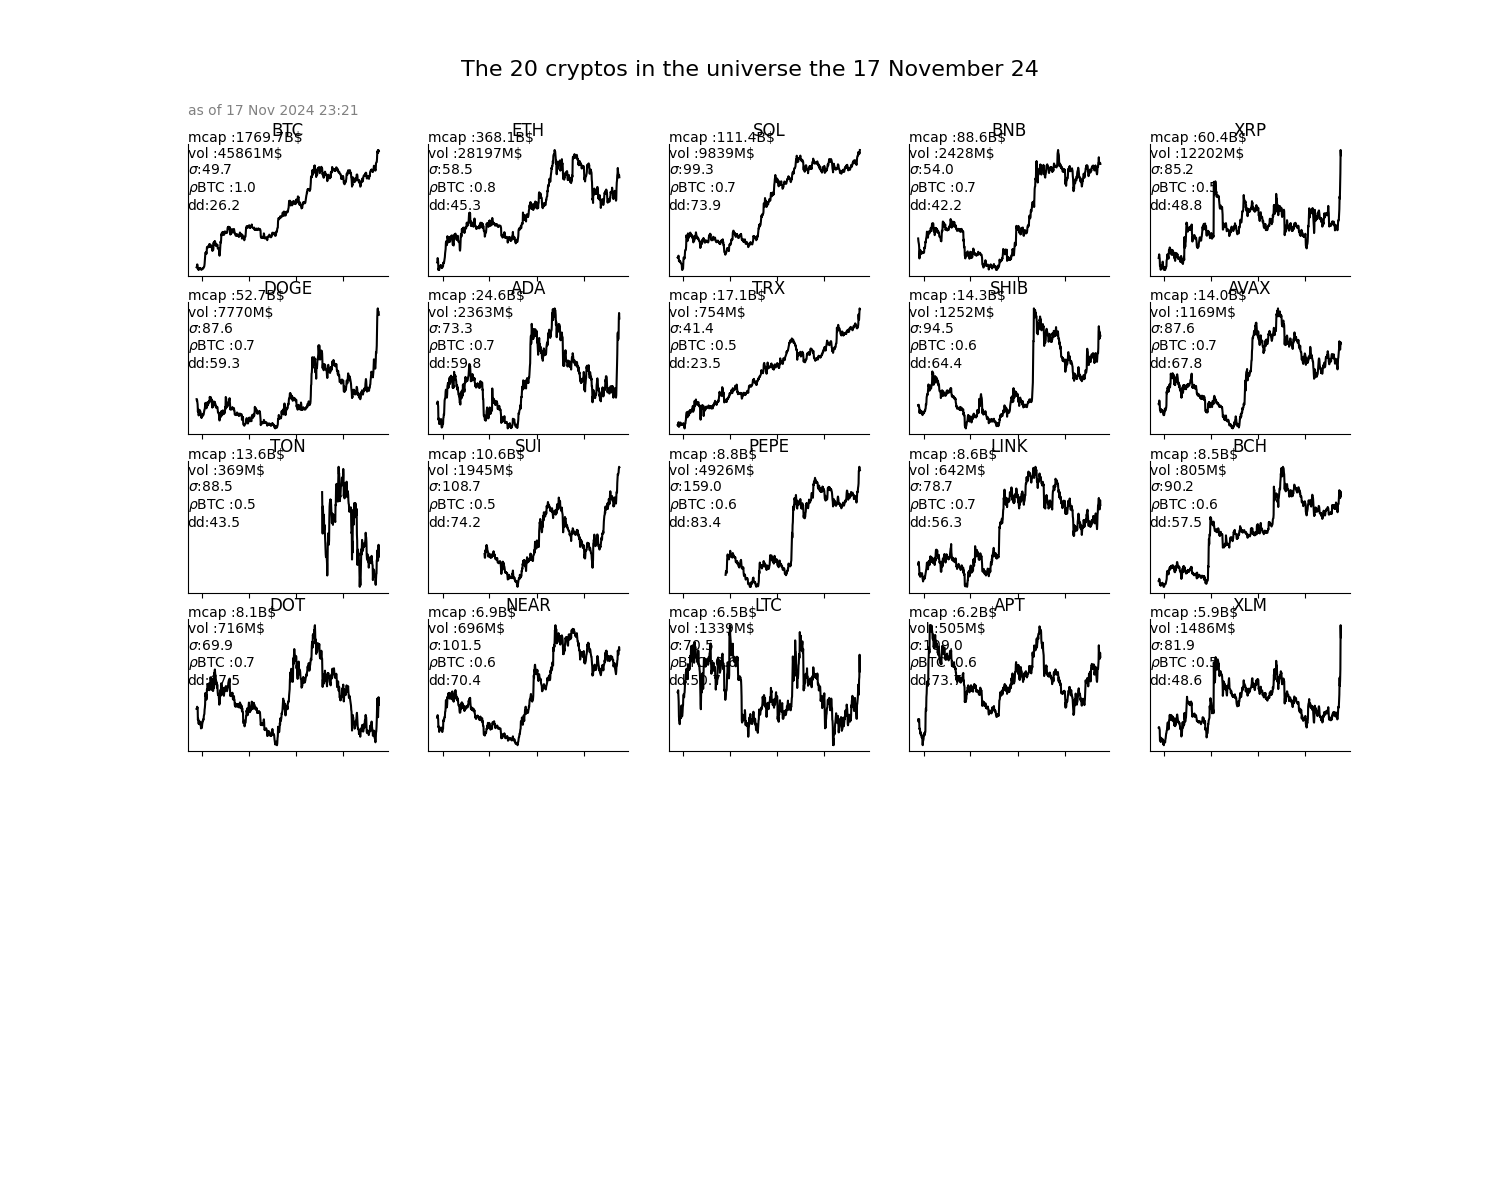 The 20 cryptos in the universe the 17 November 24
as of 17 Nov 2024 23:21
BTC
mcap :1769.7B$
vol :45861M$
σ:49.7
ρBTC :1.0
dd:26.2
ETH
mcap :368.1B$
vol :28197M$
σ:58.5
ρBTC :0.8
dd:45.3
SOL
mcap :111.4B$
vol :9839M$
σ:99.3
ρBTC :0.7
dd:73.9
BNB
mcap :88.6B$
vol :2428M$
σ:54.0
ρBTC :0.7
dd:42.2
XRP
mcap :60.4B$
vol :12202M$
σ:85.2
ρBTC :0.5
dd:48.8
DOGE
mcap :52.7B$
vol :7770M$
σ:87.6
ρBTC :0.7
dd:59.3
ADA
mcap :24.6B$
vol :2363M$
σ:73.3
ρBTC :0.7
dd:59.8
TRX
mcap :17.1B$
vol :754M$
σ:41.4
ρBTC :0.5
dd:23.5
SHIB
mcap :14.3B$
vol :1252M$
σ:94.5
ρBTC :0.6
dd:64.4
AVAX
mcap :14.0B$
vol :1169M$
σ:87.6
ρBTC :0.7
dd:67.8
TON
mcap :13.6B$
vol :369M$
σ:88.5
ρBTC :0.5
dd:43.5
SUI
mcap :10.6B$
vol :1945M$
σ:108.7
ρBTC :0.5
dd:74.2
PEPE
mcap :8.8B$
vol :4926M$
σ:159.0
ρBTC :0.6
dd:83.4
LINK
mcap :8.6B$
vol :642M$
σ:78.7
ρBTC :0.7
dd:56.3
BCH
mcap :8.5B$
vol :805M$
σ:90.2
ρBTC :0.6
dd:57.5
DOT
mcap :8.1B$
vol :716M$
σ:69.9
ρBTC :0.7
NEAR
mcap :6.9B$
vol :696M$
σ:101.5
ρBTC :0.6
dd:70.4
LTC
mcap :6.5B$
vol :1339M$
σ:70.5
APT
mcap :6.2B$
vol :505M$
ρBTC :0.6
XLM
mcap :5.9B$
vol :1486M$
σ:81.9
ρBTC :0.5
dd:48.6